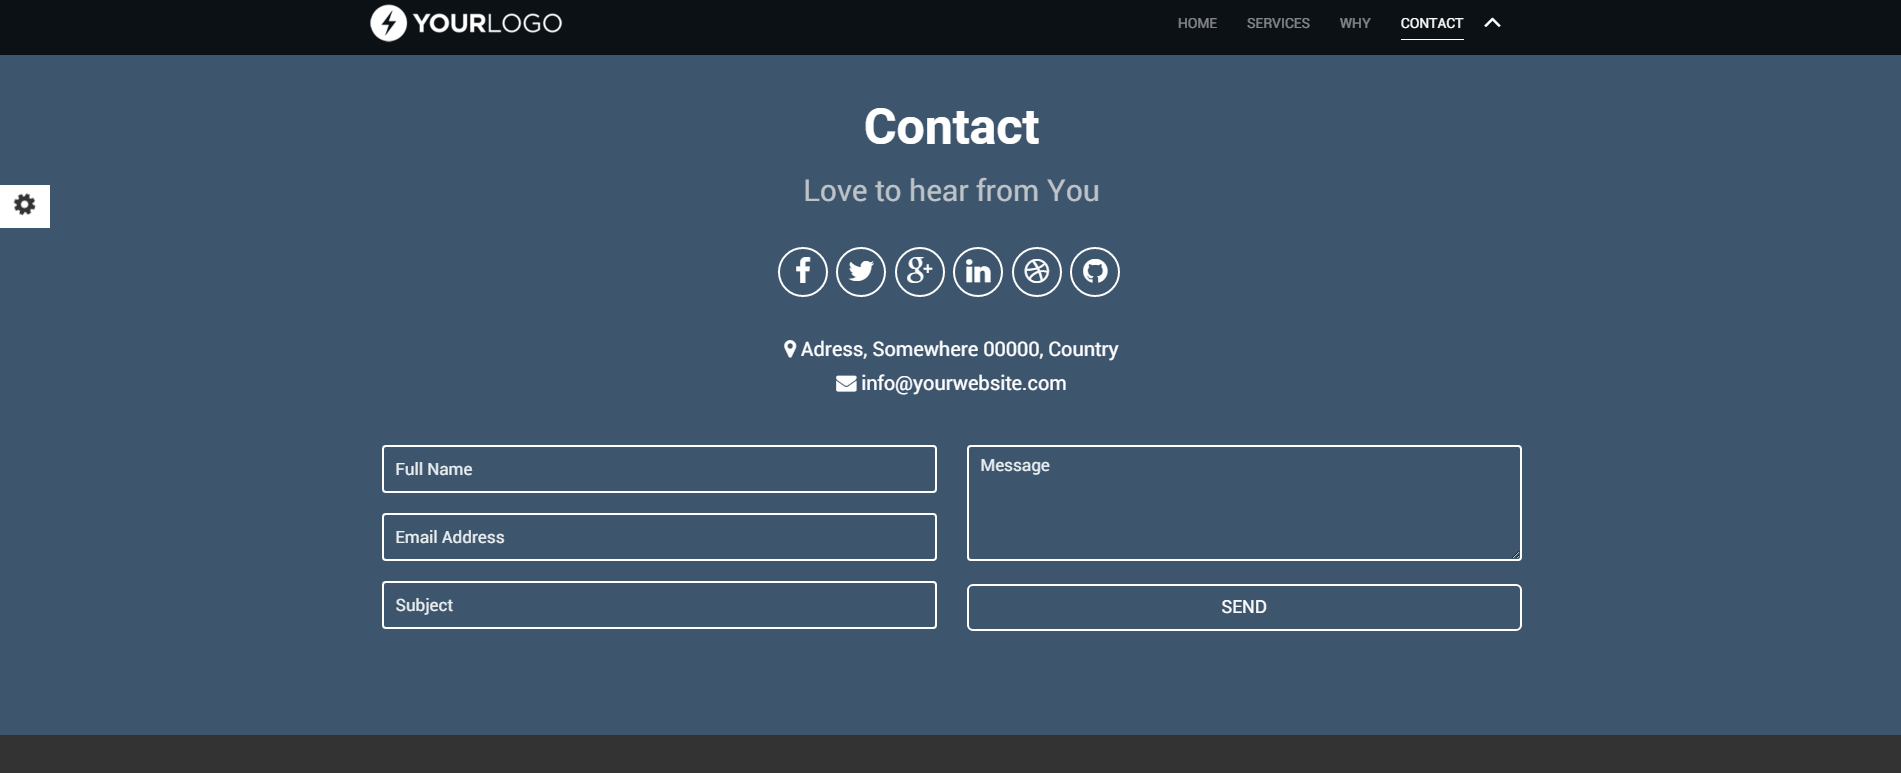 YOURLOGO
HOME SERVICES WHY CONTACT
Contact
Love to hear from You
Adress, Somewhere 00000, Country
info@yourwebsite.com
Full Name
Message
Email Address
Subject
SEND